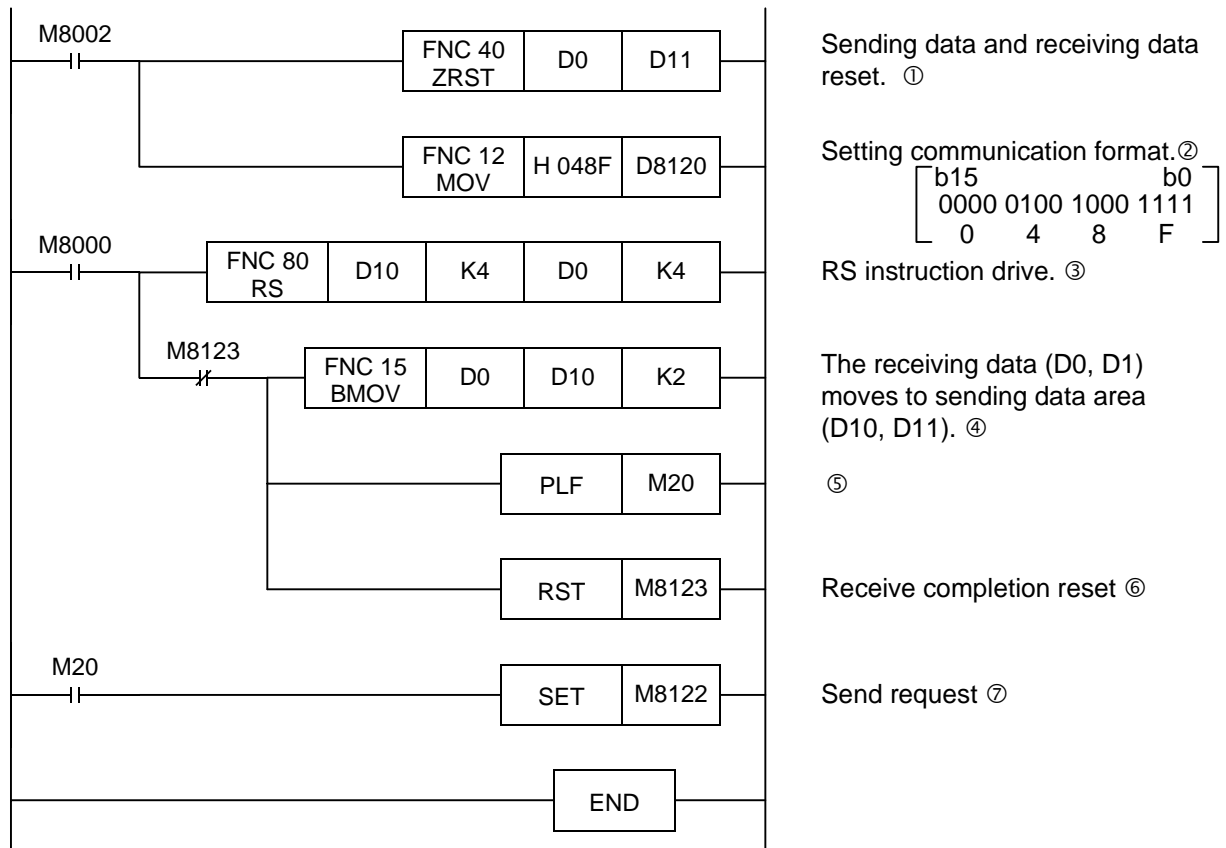 M8002
FNC 40 ZRST D0 D11
Sending data and receiving data
reset. ①
FNC 12 MOV H 048F D8120
Setting communication format.②
b15 b0
0000 0100 1000 1111
0 4 8 F
M8000
FNC 80 RS D10 K4 D0 K4
RS instruction drive. ③
M8123
FNC 15 BMOV D0 D10 K2
The receiving data (D0, D1)
moves to sending data area
(D10, D11). ④
PLF M20
⑤
RST M8123
Receive completion reset ⑥
M20
SET M8122
Send request ⑦
END